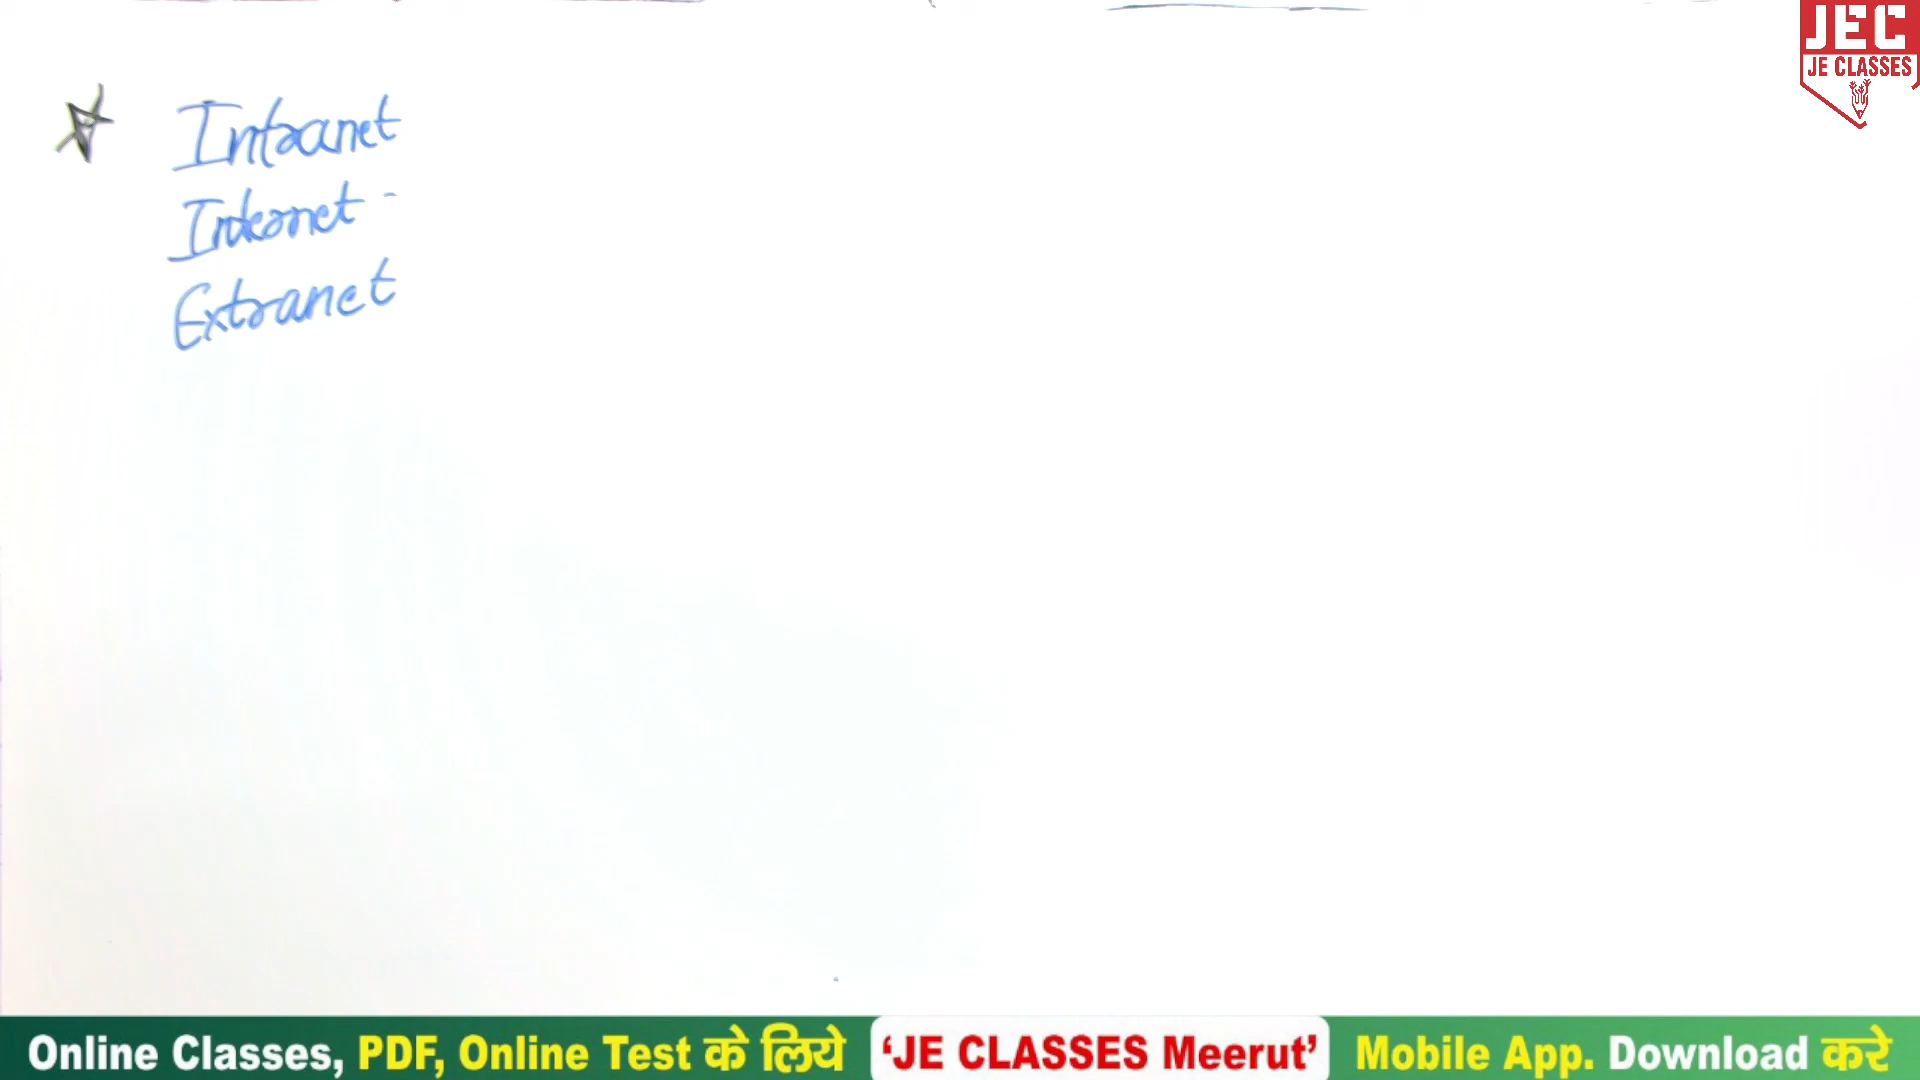 JEC
JE CLASSES
Intranet
Internet -
Extranet
Online Classes, PDF, Online Test के लिये 'JE CLASSES Meerut' Mobile App. Download करे